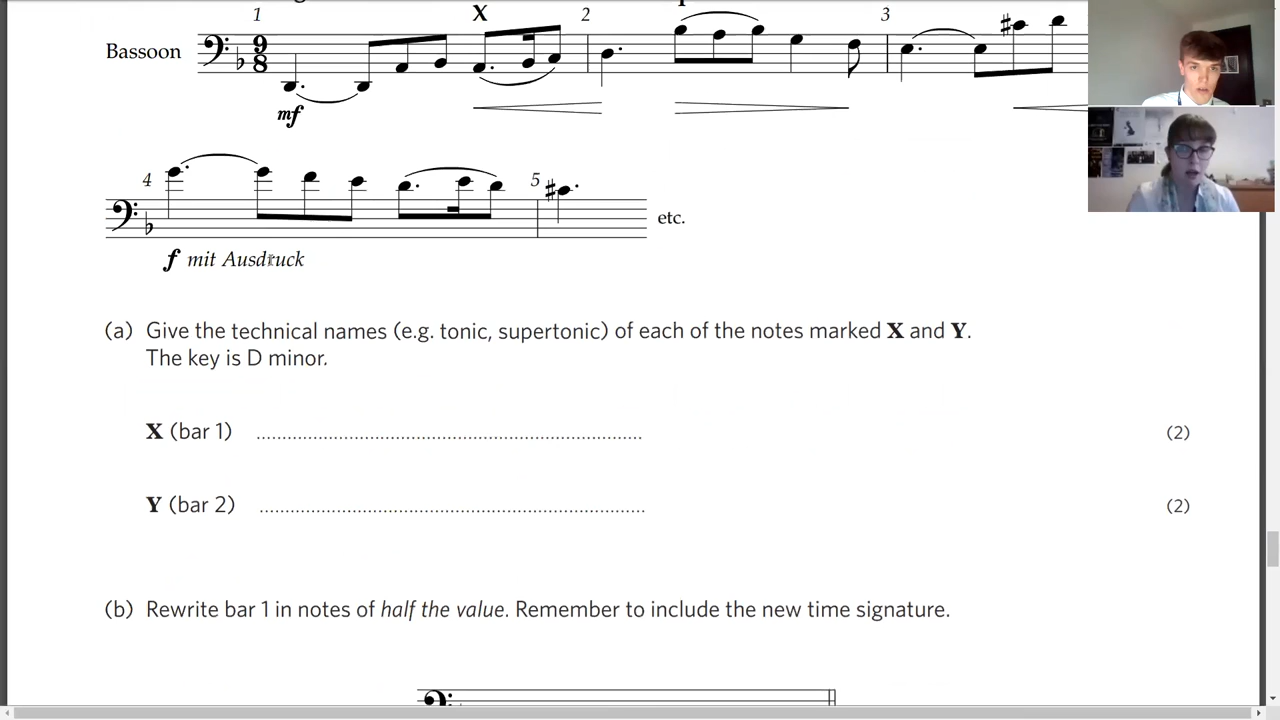 1 X 2 3
Bassoon 9 8
mf
4 5 etc.
f mit Ausdruck
(a) Give the technical names (e.g. tonic, supertonic) of each of the notes marked X and Y.
The key is D minor.
X (bar 1) ........................................................................... (2)
Y (bar 2) ........................................................................... (2)
(b) Rewrite bar 1 in notes of half the value. Remember to include the new time signature.